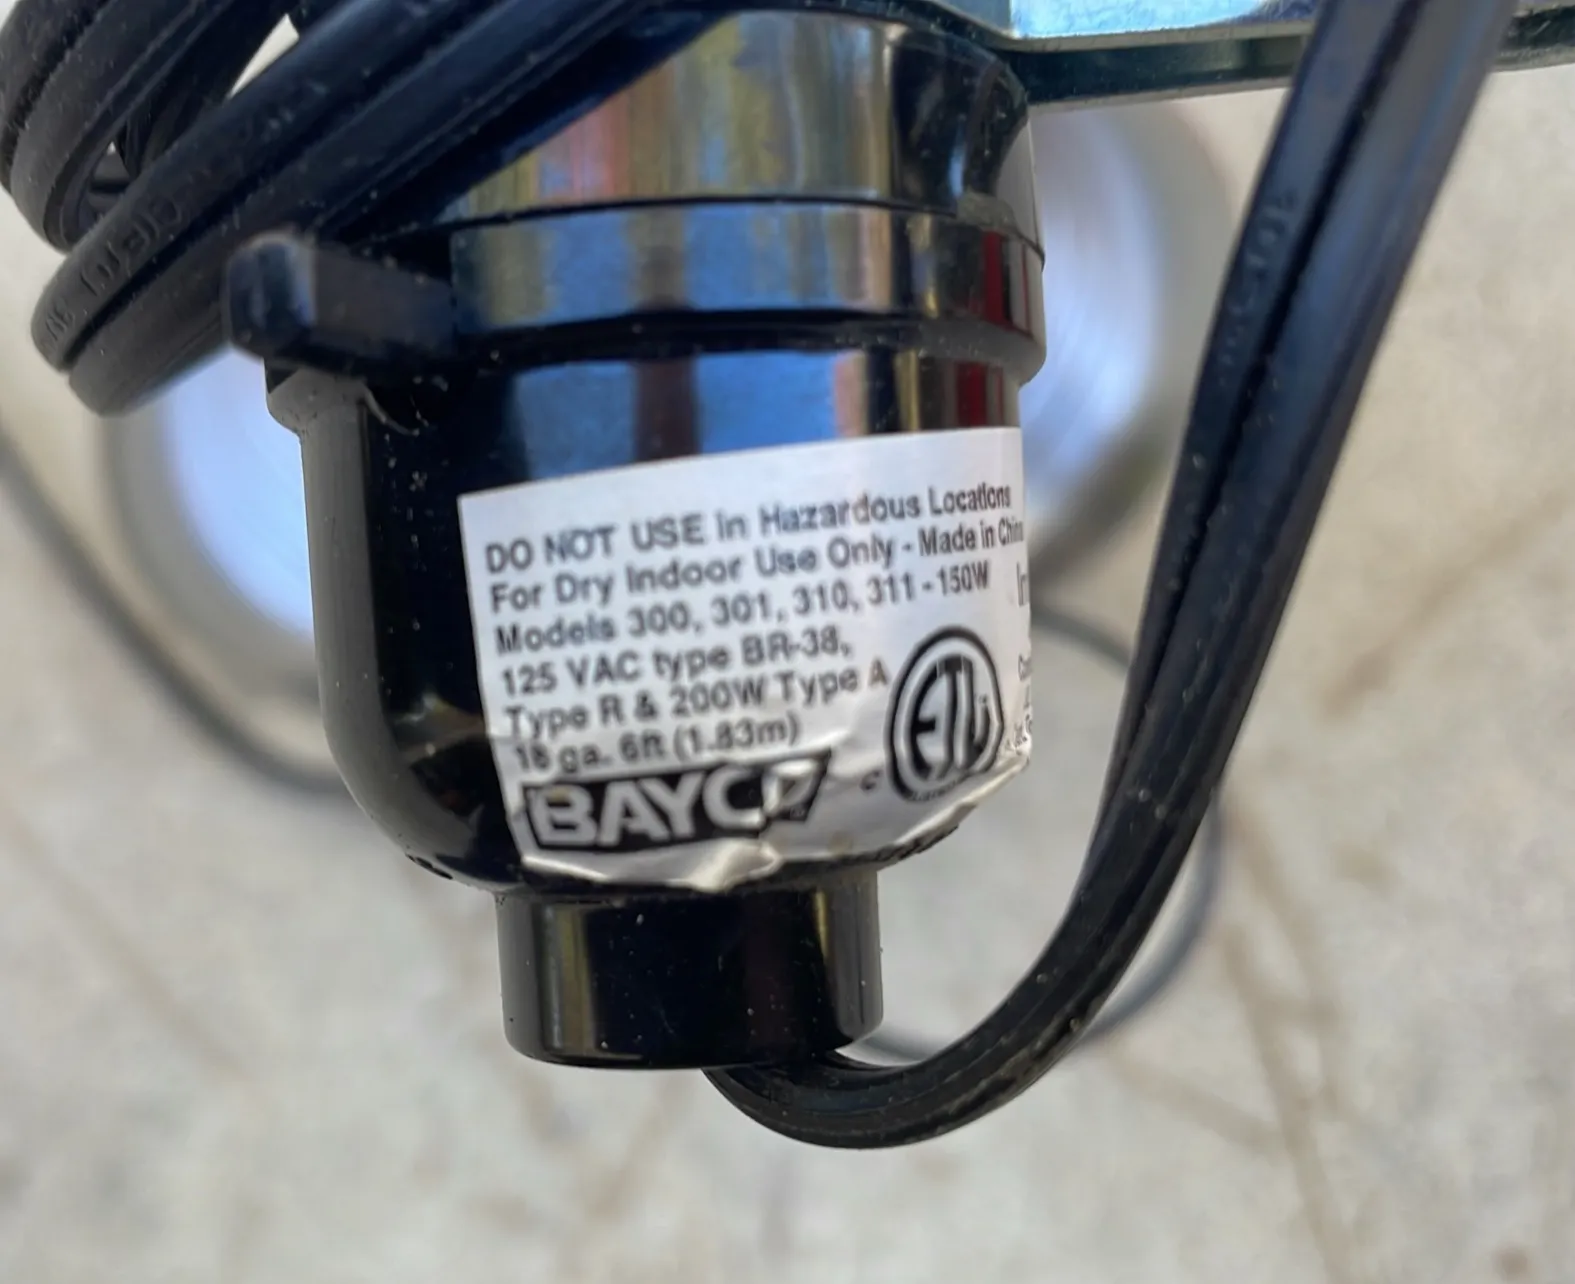 DO NOT USE in Hazardous Locations
For Dry Indoor Use Only - Made in China
Models 300, 301, 310, 311 - 150W
125 VAC type BR-38,
Type R & 200W Type A
18 ga. 6ft (1.83m)
BAYCO
c ETL